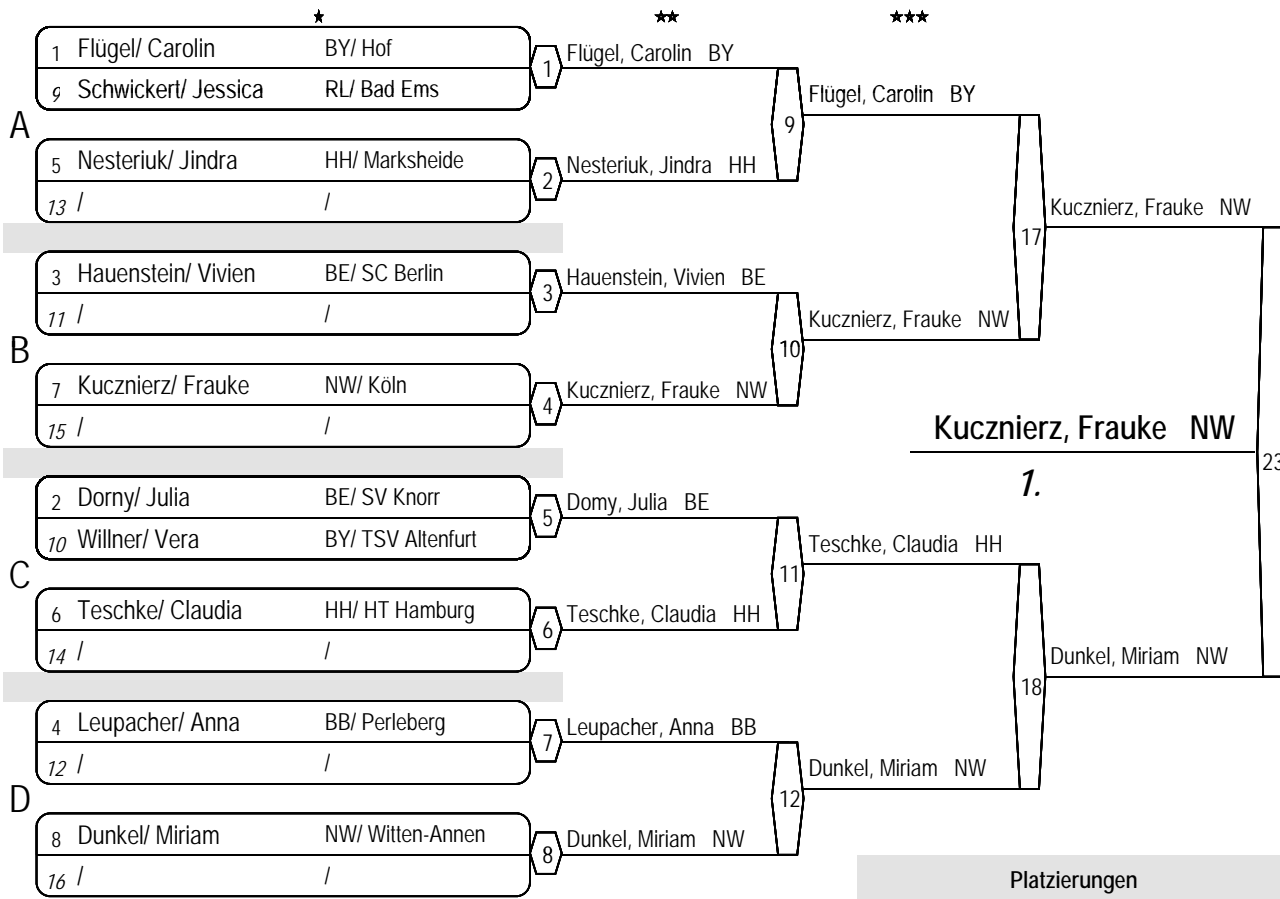 ★ ★★ ★★★
1 Flügel/ Carolin BY/ Hof
9 Schwickert/ Jessica RL/ Bad Ems
1 Flügel, Carolin BY
A
5 Nesteriuk/ Jindra HH/ Marksheide
13 / /
2 Nesteriuk, Jindra HH
9 Flügel, Carolin BY
3 Hauenstein/ Vivien BE/ SC Berlin
11 / /
3 Hauenstein, Vivien BE
B
7 Kucznierz/ Frauke NW/ Köln
15 / /
4 Kucznierz, Frauke NW
10 Kucznierz, Frauke NW
17 Kucznierz, Frauke NW
2 Dorny/ Julia BE/ SV Knorr
10 Willner/ Vera BY/ TSV Altenfurt
5 Domy, Julia BE
C
6 Teschke/ Claudia HH/ HT Hamburg
14 / /
6 Teschke, Claudia HH
11 Teschke, Claudia HH
4 Leupacher/ Anna BB/ Perleberg
12 / /
7 Leupacher, Anna BB
D
8 Dunkel/ Miriam NW/ Witten-Annen
16 / /
8 Dunkel, Miriam NW
12 Dunkel, Miriam NW
18 Dunkel, Miriam NW
23
Kucznierz, Frauke NW
1.
Platzierungen